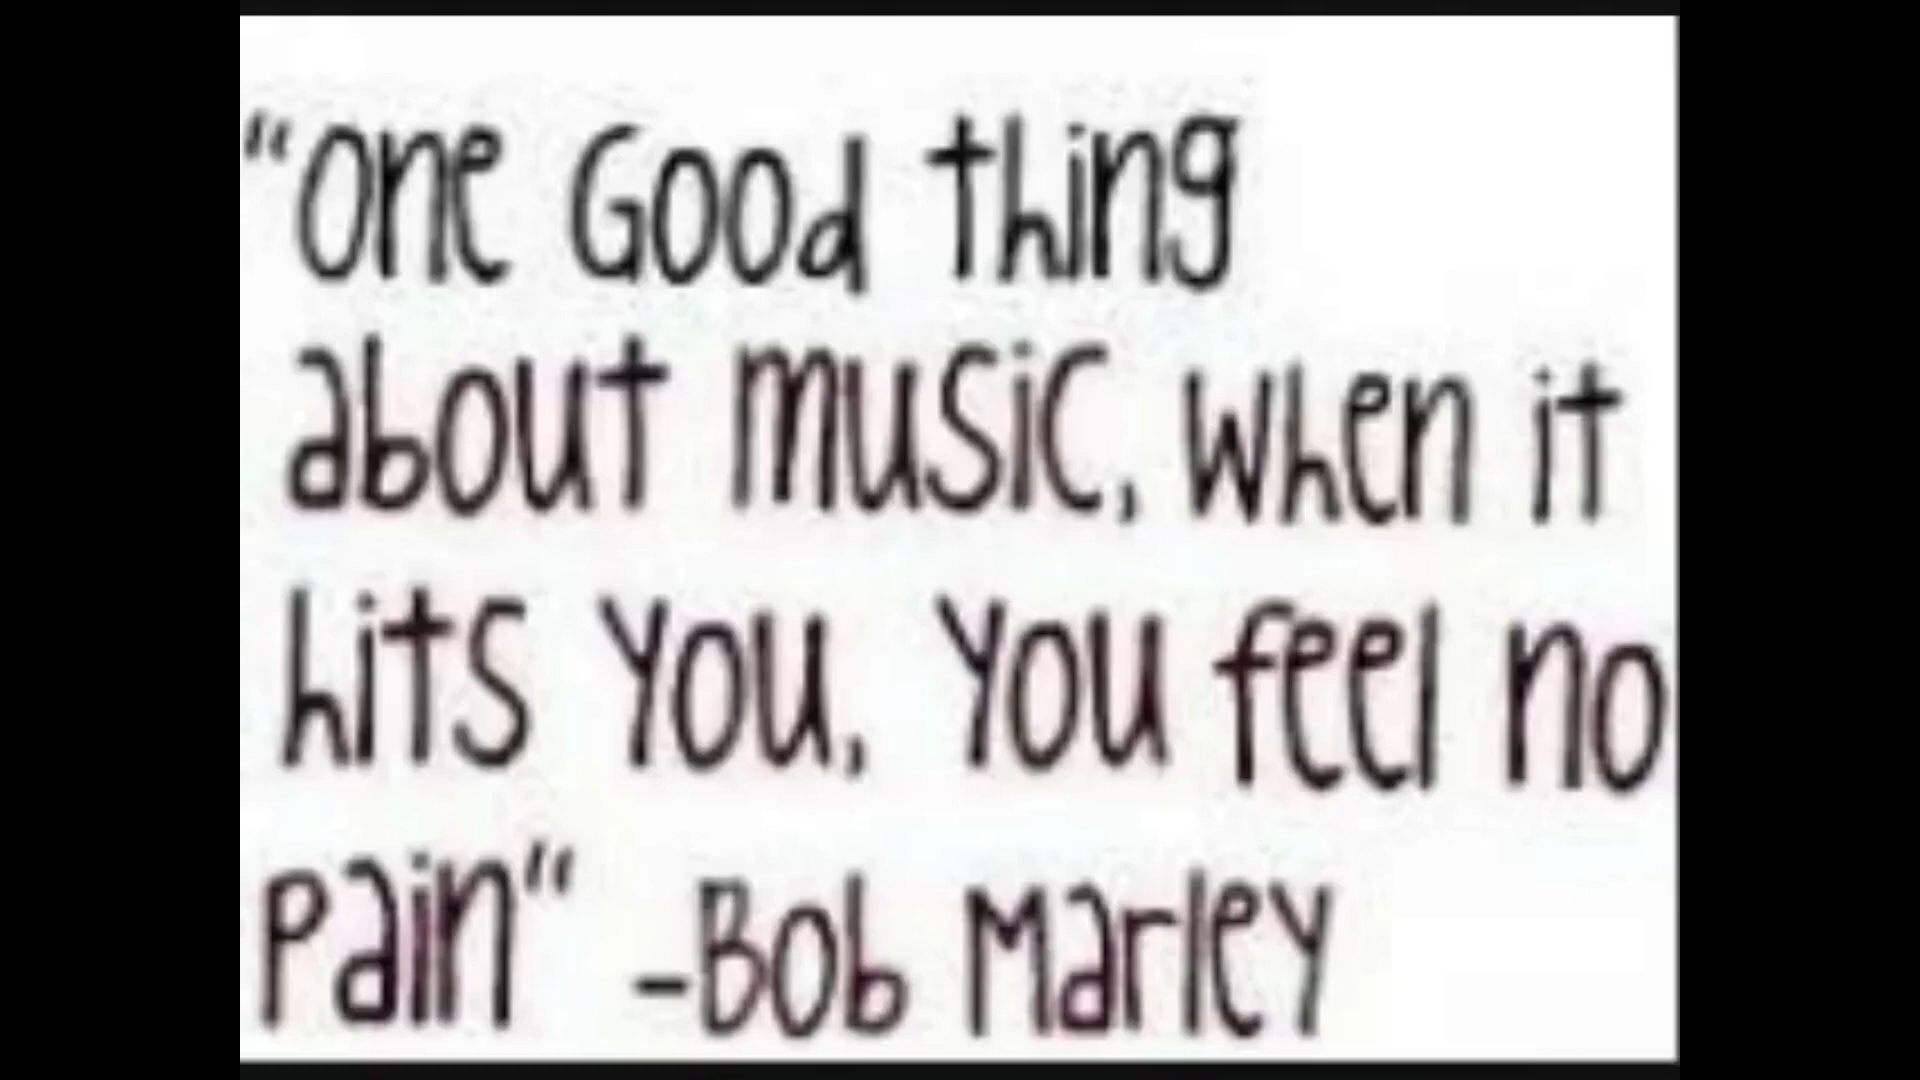 "One Good thing
about music, when it
hits you, you feel no
pain" -Bob Marley